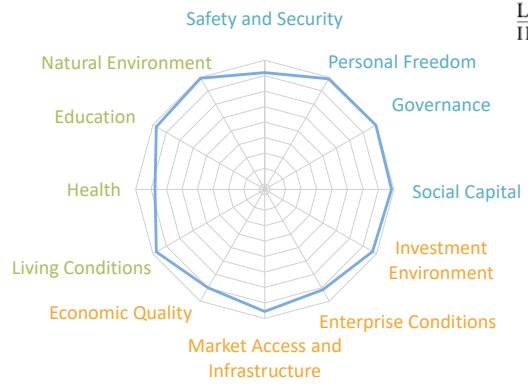 Safety and Security
Personal Freedom
Governance
Social Capital
Investment
Environment
Enterprise Conditions
Market Access and
Infrastructure
Economic Quality
Living Conditions
Health
Education
Natural Environment